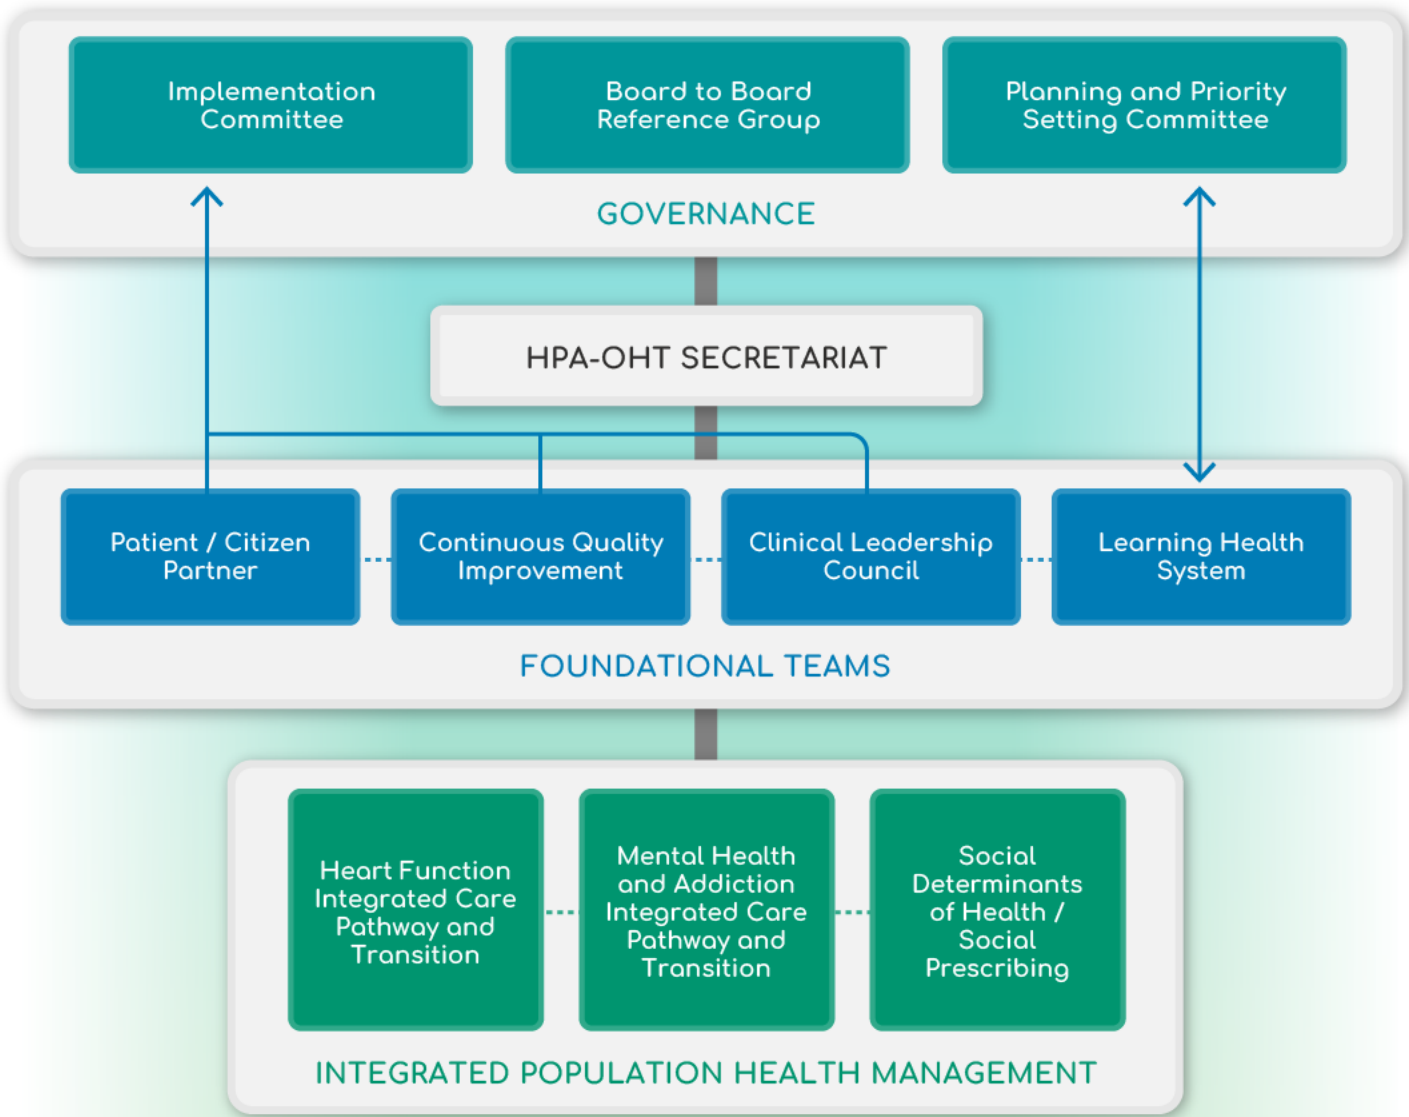 Implementation
Committee
Board to Board
Reference Group
Planning and Priority
Setting Committee
GOVERNANCE
HPA-OHT SECRETARIAT
Patient / Citizen
Partner
Continuous Quality
Improvement
Clinical Leadership
Council
Learning Health
System
FOUNDATIONAL TEAMS
Heart Function
Integrated Care
Pathway and
Transition
Mental Health
and Addiction
Integrated Care
Pathway and
Transition
Social
Determinants
of Health /
Social
Prescribing
INTEGRATED POPULATION HEALTH MANAGEMENT